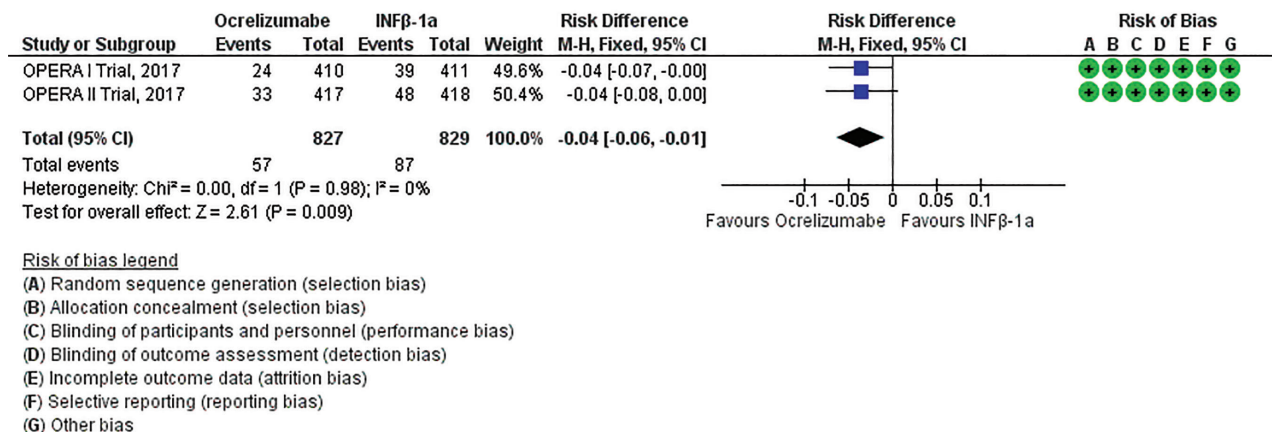 Ocrelizumabe INFβ-1a Risk Difference Risk Difference Risk of Bias
Study or Subgroup Events Total Events Total Weight M-H, Fixed, 95% CI M-H, Fixed, 95% CI A B C D E F G
OPERA I Trial, 2017 24 410 39 411 49.6% -0.04 [-0.07, -0.00] + + + + + + +
OPERA II Trial, 2017 33 417 48 418 50.4% -0.04 [-0.08, 0.00] + + + + + + +
Total (95% CI) 827 829 100.0% -0.04 [-0.06, -0.01]
Total events 57 87
Heterogeneity: Chi² = 0.00, df = 1 (P = 0.98); I² = 0%
Test for overall effect: Z = 2.61 (P = 0.009)
-0.1 -0.05 0 0.05 0.1
Favours Ocrelizumabe Favours INFβ-1a
Risk of bias legend
(A) Random sequence generation (selection bias)
(B) Allocation concealment (selection bias)
(C) Blinding of participants and personnel (performance bias)
(D) Blinding of outcome assessment (detection bias)
(E) Incomplete outcome data (attrition bias)
(F) Selective reporting (reporting bias)
(G) Other bias